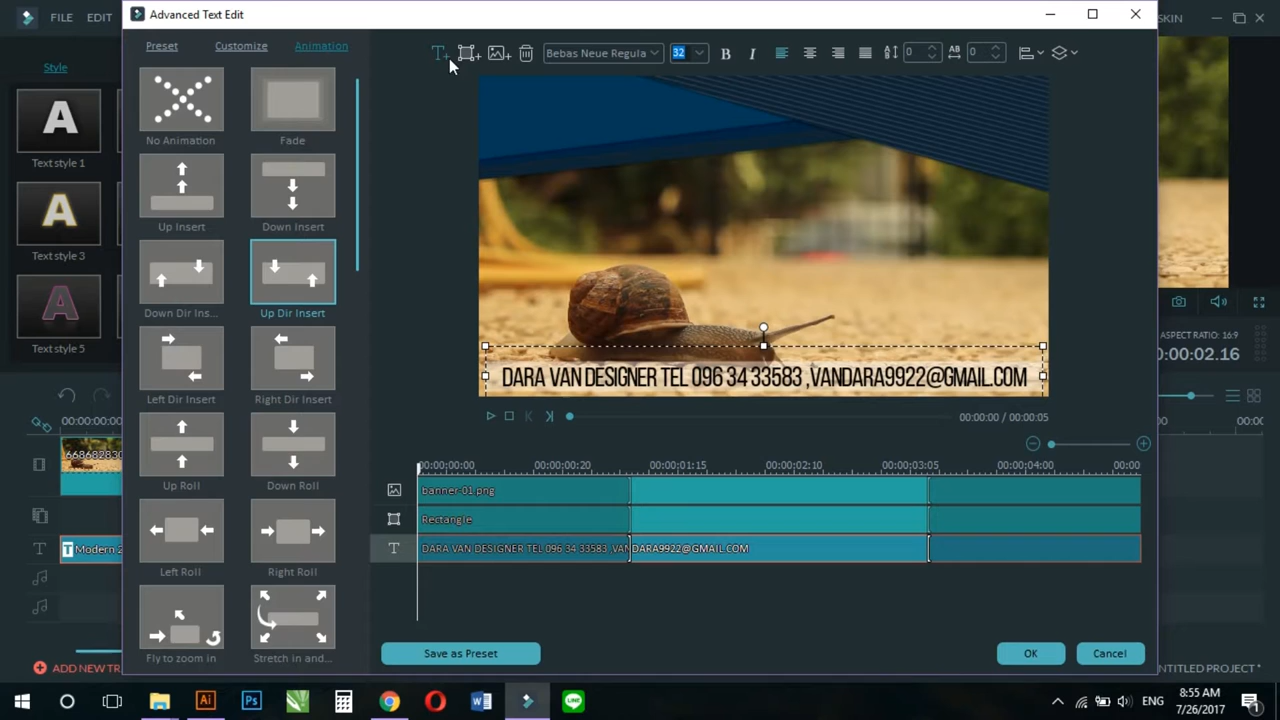 FILE EDIT
Advanced Text Edit
SKIN
Preset Customize Animation
Bebas Neue Regula 32 B I 0 AB 0
Style
Text style 1
Text style 3
Text style 5
No Animation Fade
Up Insert Down Insert
Down Dir Ins... Up Dir Insert
Left Dir Insert Right Dir Insert
Up Roll Down Roll
Left Roll Right Roll
Fly to zoom in Stretch in and...
DARA VAN DESIGNER TEL 096 34 33583 ,VANDARA9922@GMAIL.COM
00:00:00 / 00:00:05
ASPECT RATIO: 16:9
00:00:02.16
00:00:00:00 00:00:00:20 00:00:01:15 00:00:02:10 00:00:03:05 00:00:04:00 00:00
banner-01.png
Rectangle
DARA VAN DESIGNER TEL 096 34 33583 ,VANDARA9922@GMAIL.COM
00:00:00:0
66868283
T Modern 2
ADD NEW TR
Save as Preset OK Cancel
NTITLED PROJECT *
ENG
8:55 AM
7/26/2017